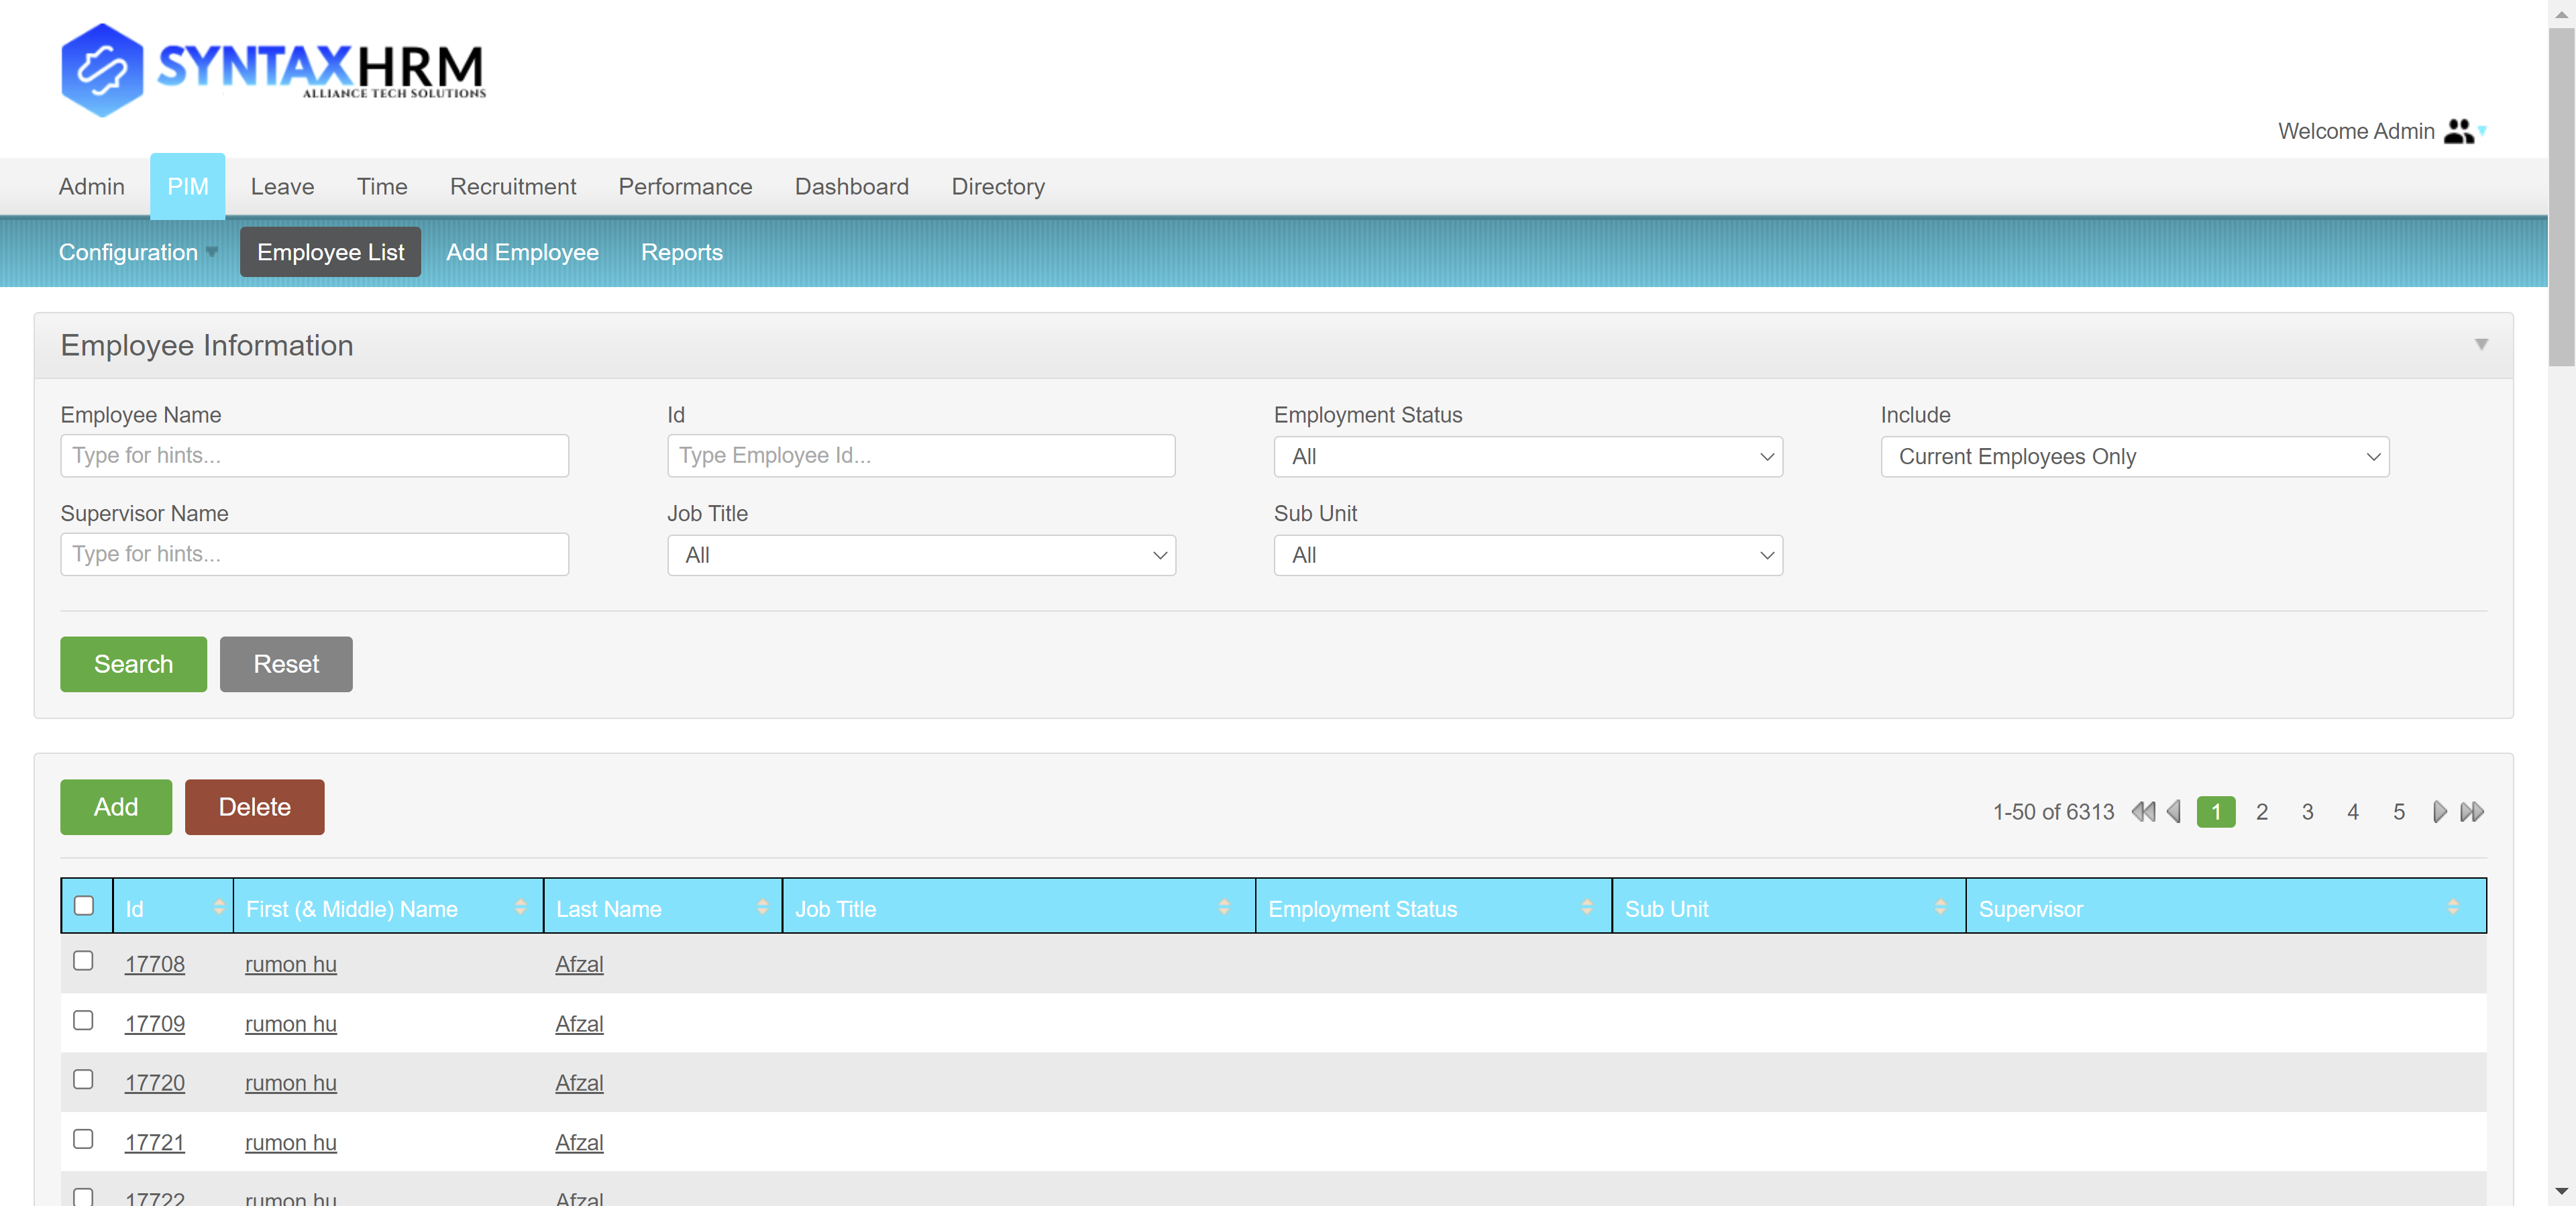 SYNTAXHRM
ALLIANCE TECH SOLUTIONS
Welcome Admin
Admin PIM Leave Time Recruitment Performance Dashboard Directory
Configuration Employee List Add Employee Reports
Employee Information
Employee Name Id Employment Status Include
Type for hints... Type Employee Id... All Current Employees Only
Supervisor Name Job Title Sub Unit
Type for hints... All All
Search Reset
Add Delete 1-50 of 6313 1 2 3 4 5
Id First (& Middle) Name Last Name Job Title Employment Status Sub Unit Supervisor
17708 rumon hu Afzal
17709 rumon hu Afzal
17720 rumon hu Afzal
17721 rumon hu Afzal
17722 rumon hu Afzal